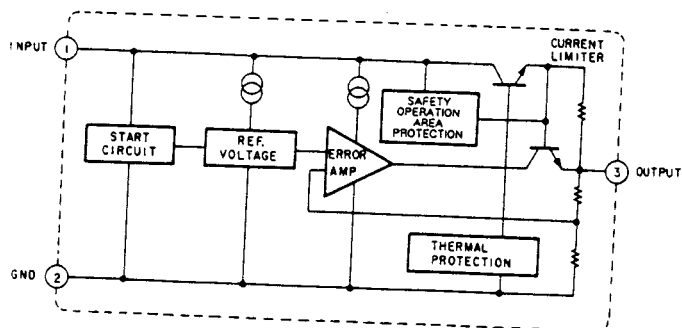 INPUT 1
CURRENT
LIMITER
SAFETY
OPERATION
AREA
PROTECTION
START
CIRCUIT
REF.
VOLTAGE
ERROR
AMP
3 OUTPUT
THERMAL
PROTECTION
GND 2